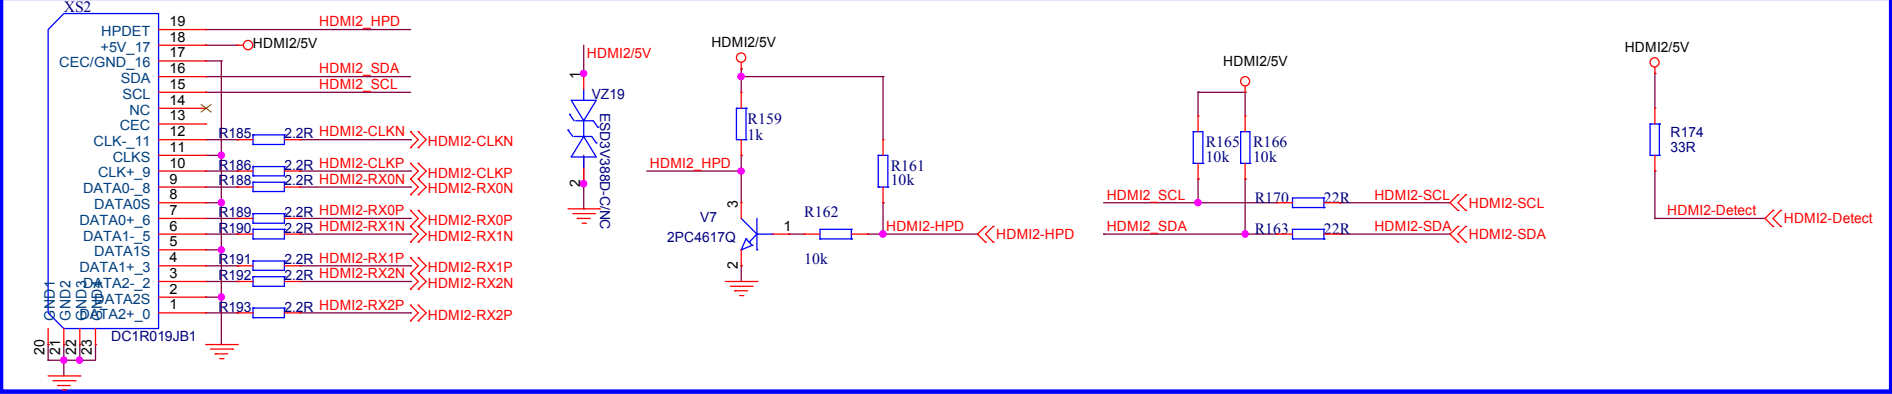 XS2
HPDET 19 HDMI2_HPD
+5V_17 18 HDMI2/5V
CEC/GND_16 17
SDA 16 HDMI2_SDA
SCL 15 HDMI2_SCL
NC 14
CEC 13
CLK-_11 12 R185 2.2R HDMI2-CLKN HDMI2-CLKN
CLKS 11
CLK+_9 10 R186 2.2R HDMI2-CLKP HDMI2-CLKP
DATA0-_8 9 R188 2.2R HDMI2-RX0N HDMI2-RX0N
DATA0S 8
DATA0+_6 7 R189 2.2R HDMI2-RX0P HDMI2-RX0P
DATA1-_5 6 R190 2.2R HDMI2-RX1N HDMI2-RX1N
DATA1S 5
DATA1+_3 4 R191 2.2R HDMI2-RX1P HDMI2-RX1P
DATA2-_2 3 R192 2.2R HDMI2-RX2N HDMI2-RX2N
DATA2S 2
DATA2+_0 1 R193 2.2R HDMI2-RX2P HDMI2-RX2P
GND1
GND2
GND3
20
21
22
23
DC1R019JB1
HDMI2/5V
1
VZ19
ESD3V388D-C/NC
2
HDMI2/5V
R159
1k
HDMI2_HPD
R161
10k
3
V7
2PC4617Q
1
R162
10k
2
HDMI2-HPD HDMI2-HPD
HDMI2/5V
R165
10k
R166
10k
HDMI2_SCL R170 22R HDMI2-SCL HDMI2-SCL
HDMI2_SDA R163 22R HDMI2-SDA HDMI2-SDA
HDMI2/5V
R174
33R
HDMI2-Detect HDMI2-Detect